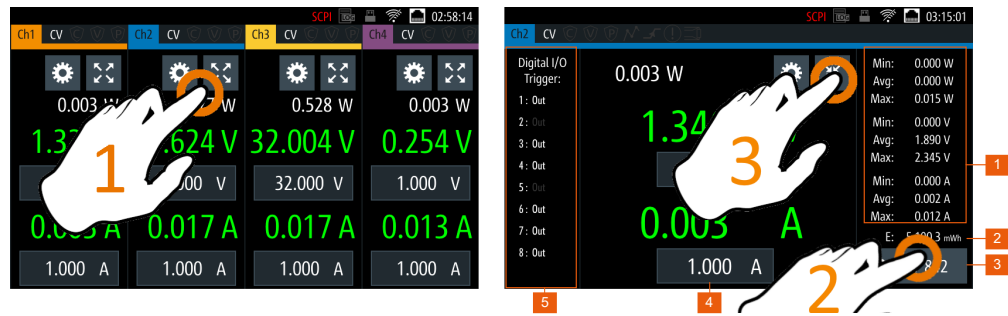 SCPI LOG 02:58:14
Ch1 CV C V P Ch2 CV C V P Ch3 CV C V P Ch4 CV C V P
0.003 W W 0.528 W 0.003 W
32.004 V 0.254 V
V 32.000 V 1.000 V
A 0.017 A 0.017 A 0.013 A
1.000 A 1.000 A 1.000 A 1.000 A
1
SCPI LOG 03:15:01
Ch2 CV C V P
Digital I/O
Trigger:
1: Out
2: Out
3: Out
4: Out
5: Out
6: Out
7: Out
8: Out
0.003 W
0.003 A
1.000 A
3
Min: 0.000 W
Avg: 0.000 W
Max: 0.015 W
Min: 0.000 V
Avg: 1.890 V
Max: 2.345 V
Min: 0.000 A
Avg: 0.002 A
Max: 0.012 A
E: mWh
2
1
2
3
4
5